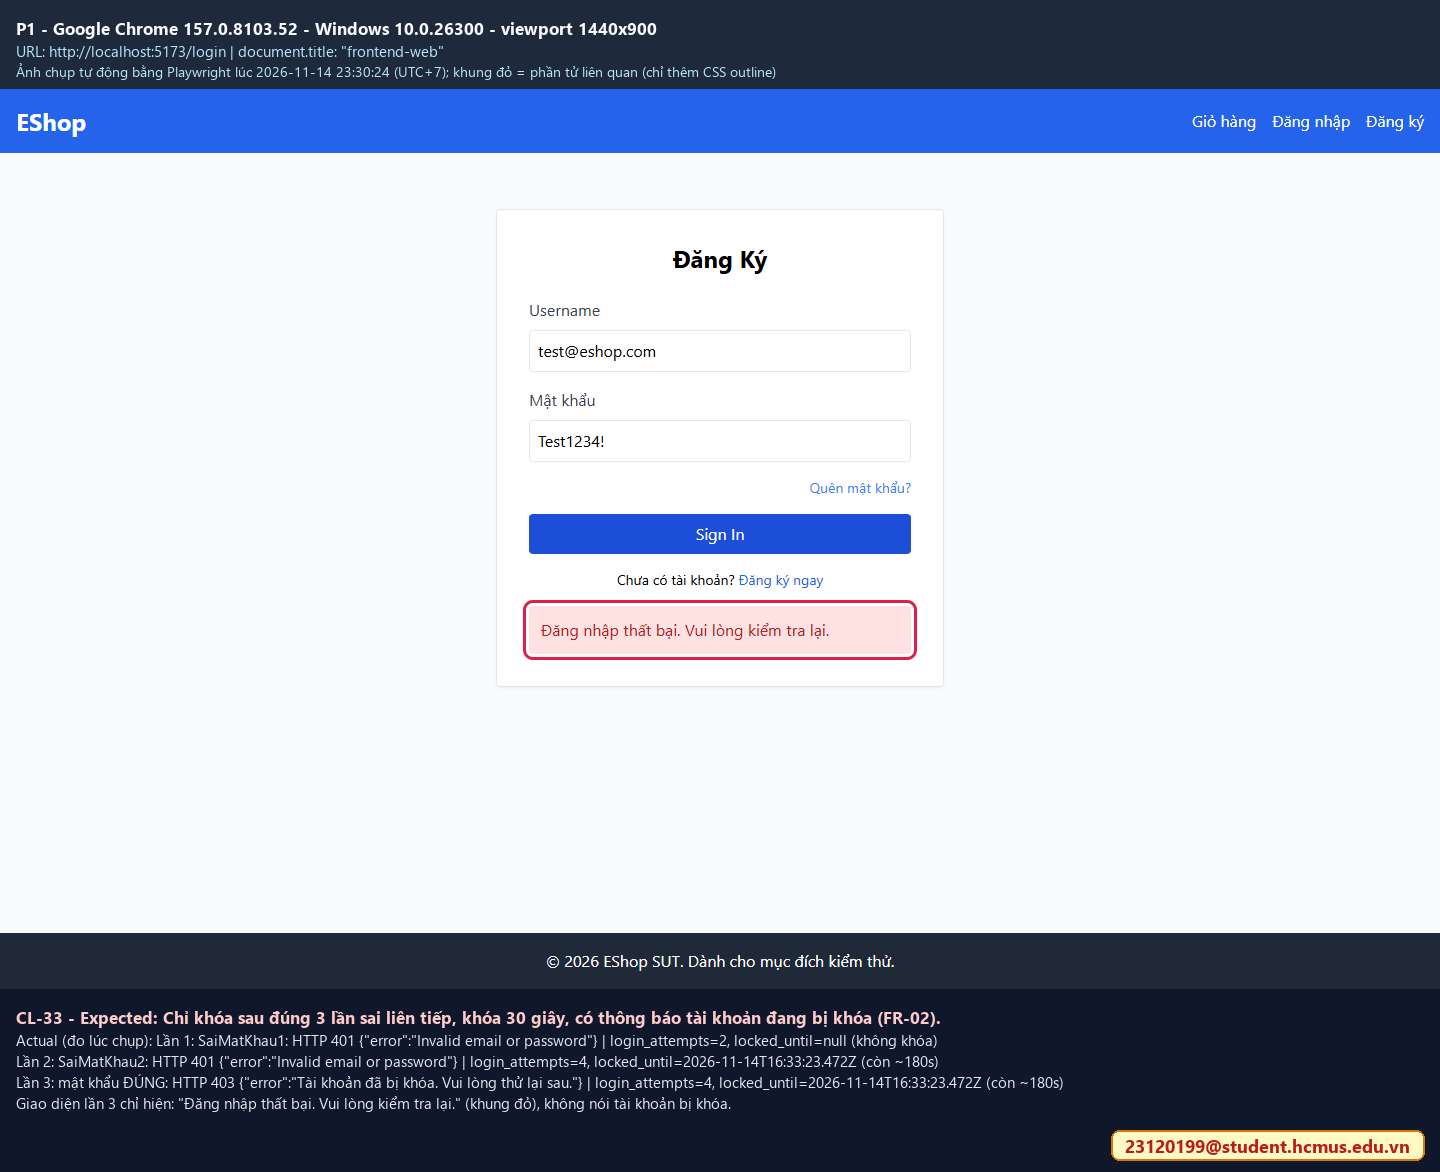 P1 - Google Chrome 157.0.8103.52 - Windows 10.0.26300 - viewport 1440x900
URL: http://localhost:5173/login | document.title: "frontend-web"
Ảnh chụp tự động bằng Playwright lúc 2026-11-14 23:30:24 (UTC+7); khung đỏ = phần tử liên quan (chỉ thêm CSS outline)
EShop
Giỏ hàng Đăng nhập Đăng ký
Đăng Ký
Username
test@eshop.com
Mật khẩu
Test1234!
Quên mật khẩu?
Sign In
Chưa có tài khoản? Đăng ký ngay
Đăng nhập thất bại. Vui lòng kiểm tra lại.
© 2026 EShop SUT. Dành cho mục đích kiểm thử.
CL-33 - Expected: Chỉ khóa sau đúng 3 lần sai liên tiếp, khóa 30 giây, có thông báo tài khoản đang bị khóa (FR-02).
Actual (đo lúc chụp): Lần 1: SaiMatKhau1: HTTP 401 {"error":"Invalid email or password"} | login_attempts=2, locked_until=null (không khóa)
Lần 2: SaiMatKhau2: HTTP 401 {"error":"Invalid email or password"} | login_attempts=4, locked_until=2026-11-14T16:33:23.472Z (còn ~180s)
Lần 3: mật khẩu ĐÚNG: HTTP 403 {"error":"Tài khoản đã bị khóa. Vui lòng thử lại sau."} | login_attempts=4, locked_until=2026-11-14T16:33:23.472Z (còn ~180s)
Giao diện lần 3 chỉ hiện: "Đăng nhập thất bại. Vui lòng kiểm tra lại." (khung đỏ), không nói tài khoản bị khóa.
23120199@student.hcmus.edu.vn